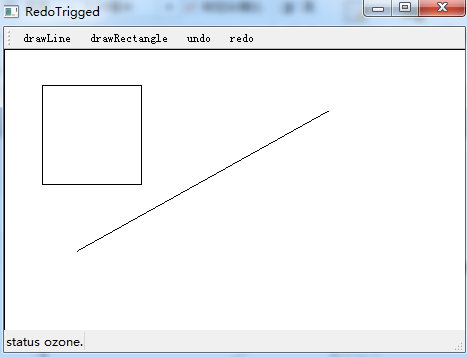 RedoTrigged
drawLine drawRectangle undo redo
status ozone.